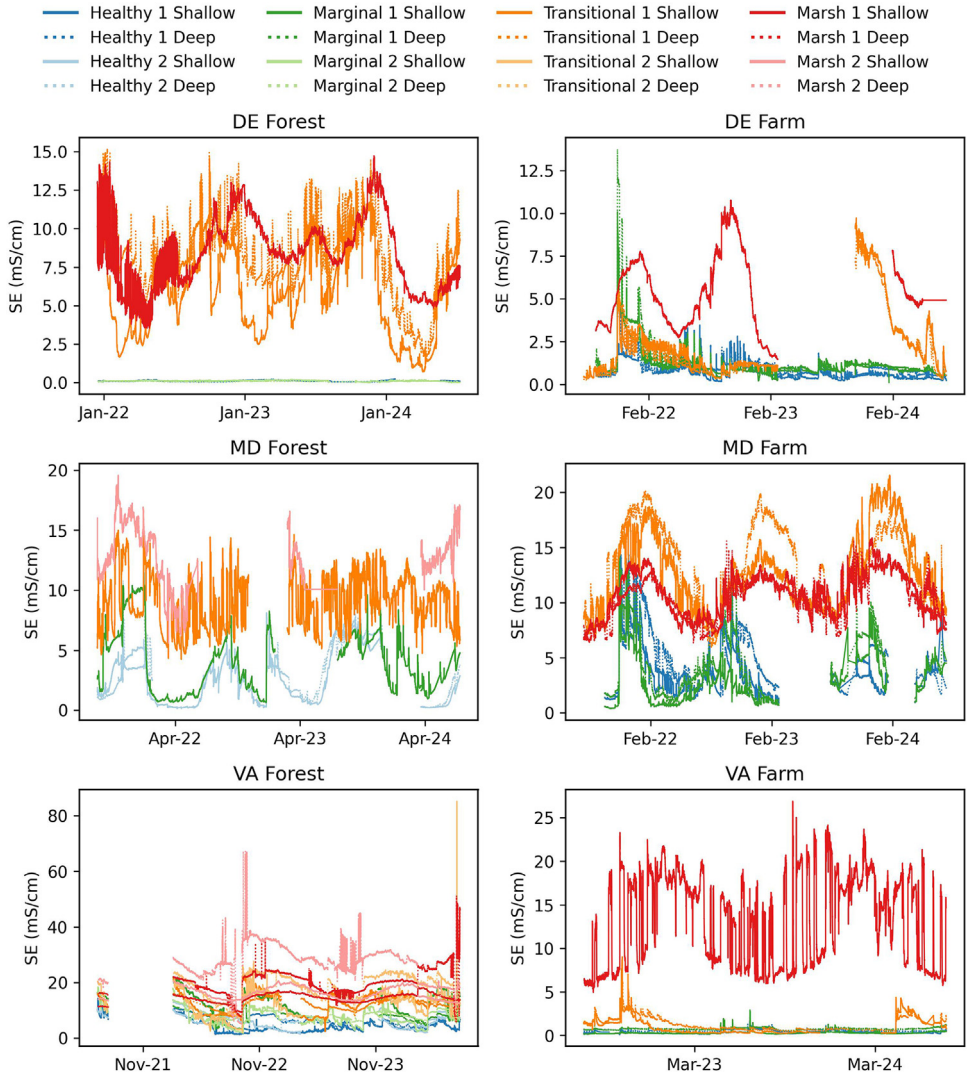 Healthy 1 Shallow Marginal 1 Shallow Transitional 1 Shallow Marsh 1 Shallow
Healthy 1 Deep Marginal 1 Deep Transitional 1 Deep Marsh 1 Deep
Healthy 2 Shallow Marginal 2 Shallow Transitional 2 Shallow Marsh 2 Shallow
Healthy 2 Deep Marginal 2 Deep Transitional 2 Deep Marsh 2 Deep
DE Forest
SE (mS/cm)
15.0
12.5
10.0
7.5
5.0
2.5
0.0
Jan-22 Jan-23 Jan-24
DE Farm
SE (mS/cm)
12.5
10.0
7.5
5.0
2.5
0.0
Feb-22 Feb-23 Feb-24
MD Forest
SE (mS/cm)
20
15
10
5
0
Apr-22 Apr-23 Apr-24
MD Farm
SE (mS/cm)
20
15
10
5
0
Feb-22 Feb-23 Feb-24
VA Forest
SE (mS/cm)
80
60
40
20
0
Nov-21 Nov-22 Nov-23
VA Farm
SE (mS/cm)
25
20
15
10
5
0
Mar-23 Mar-24